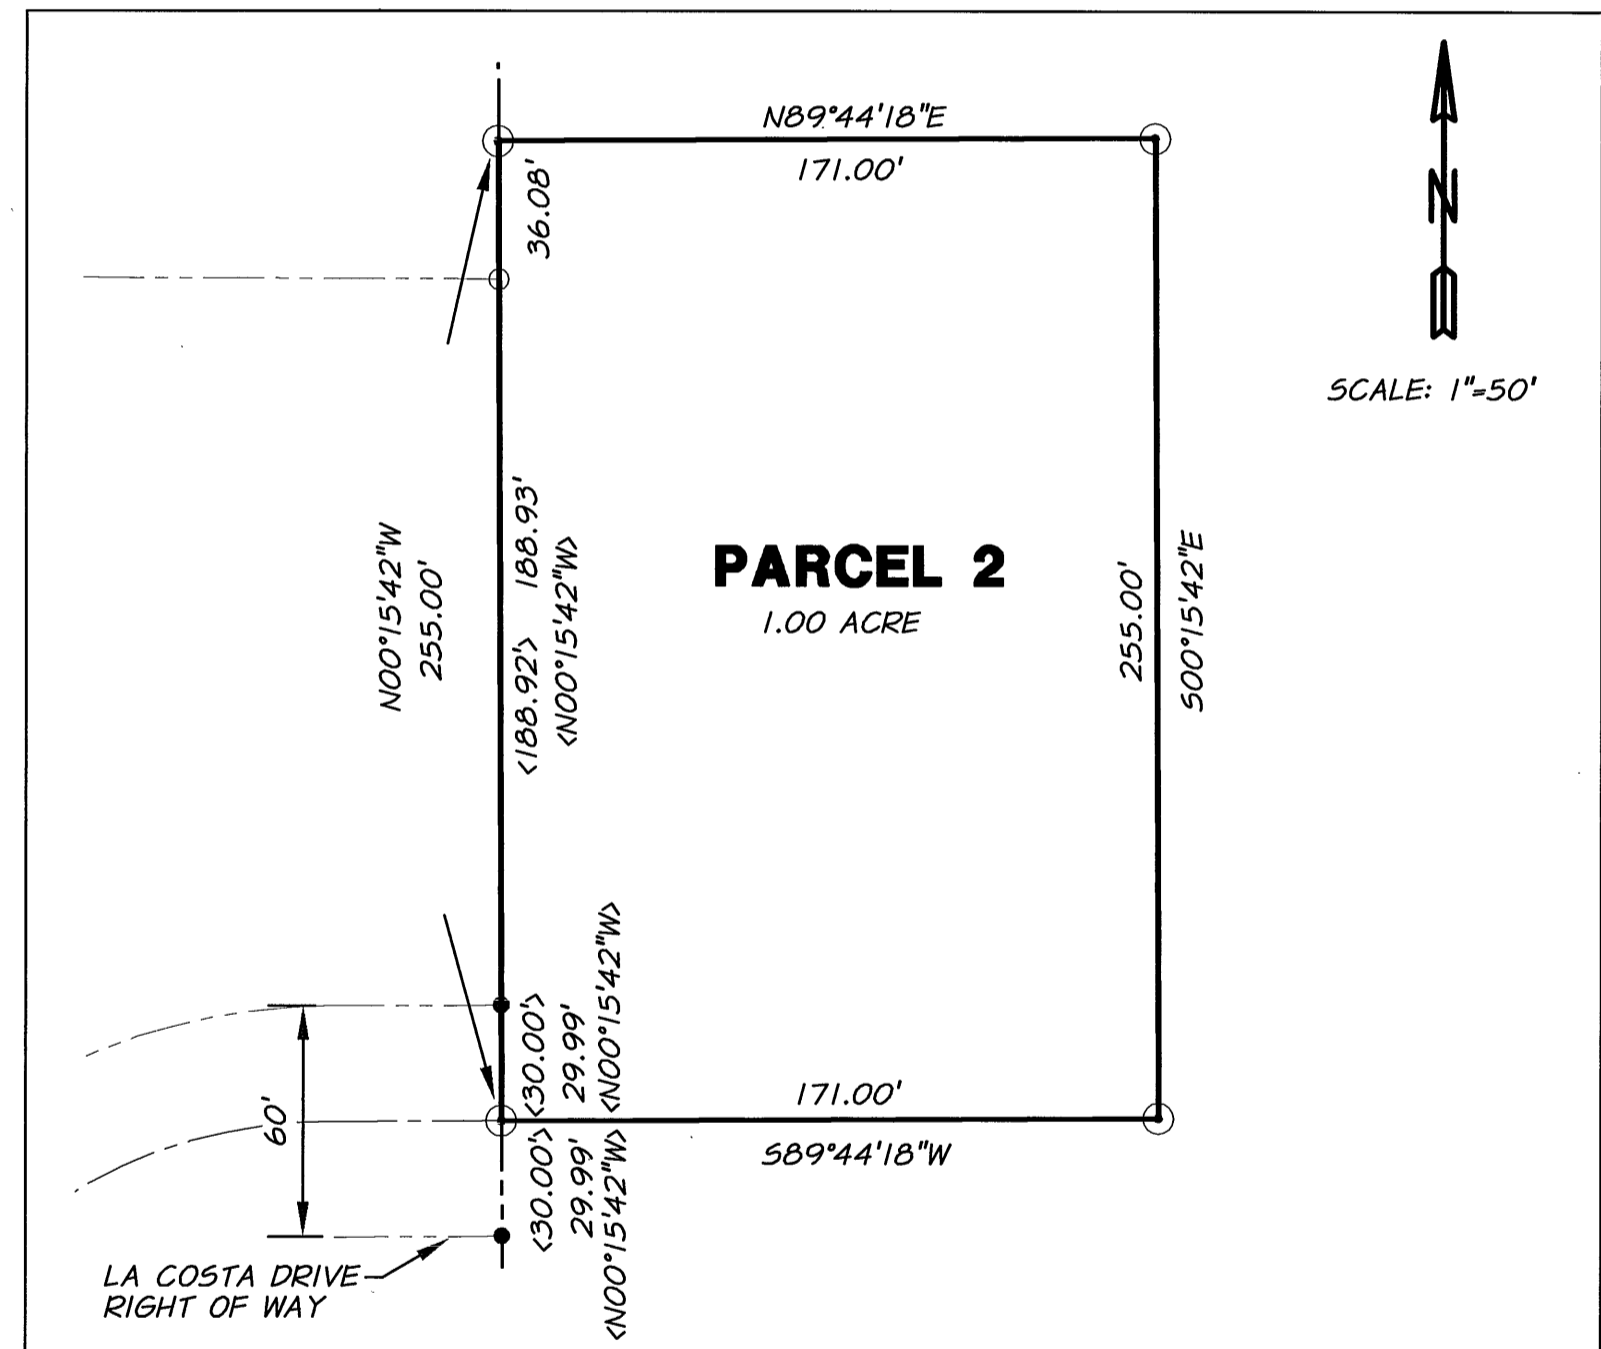 N89°44'18"E
171.00'
36.08'
N
SCALE: 1"=50'
N00°15'42"W
255.00'
<188.92'> 188.93'
<N00°15'42"W>
PARCEL 2
1.00 ACRE
255.00'
S00°15'42"E
<30.00'>
29.99'
<N00°15'42"W>
171.00'
S89°44'18"W
60'
<30.00'>
29.99'
<N00°15'42"W>
LA COSTA DRIVE
RIGHT OF WAY